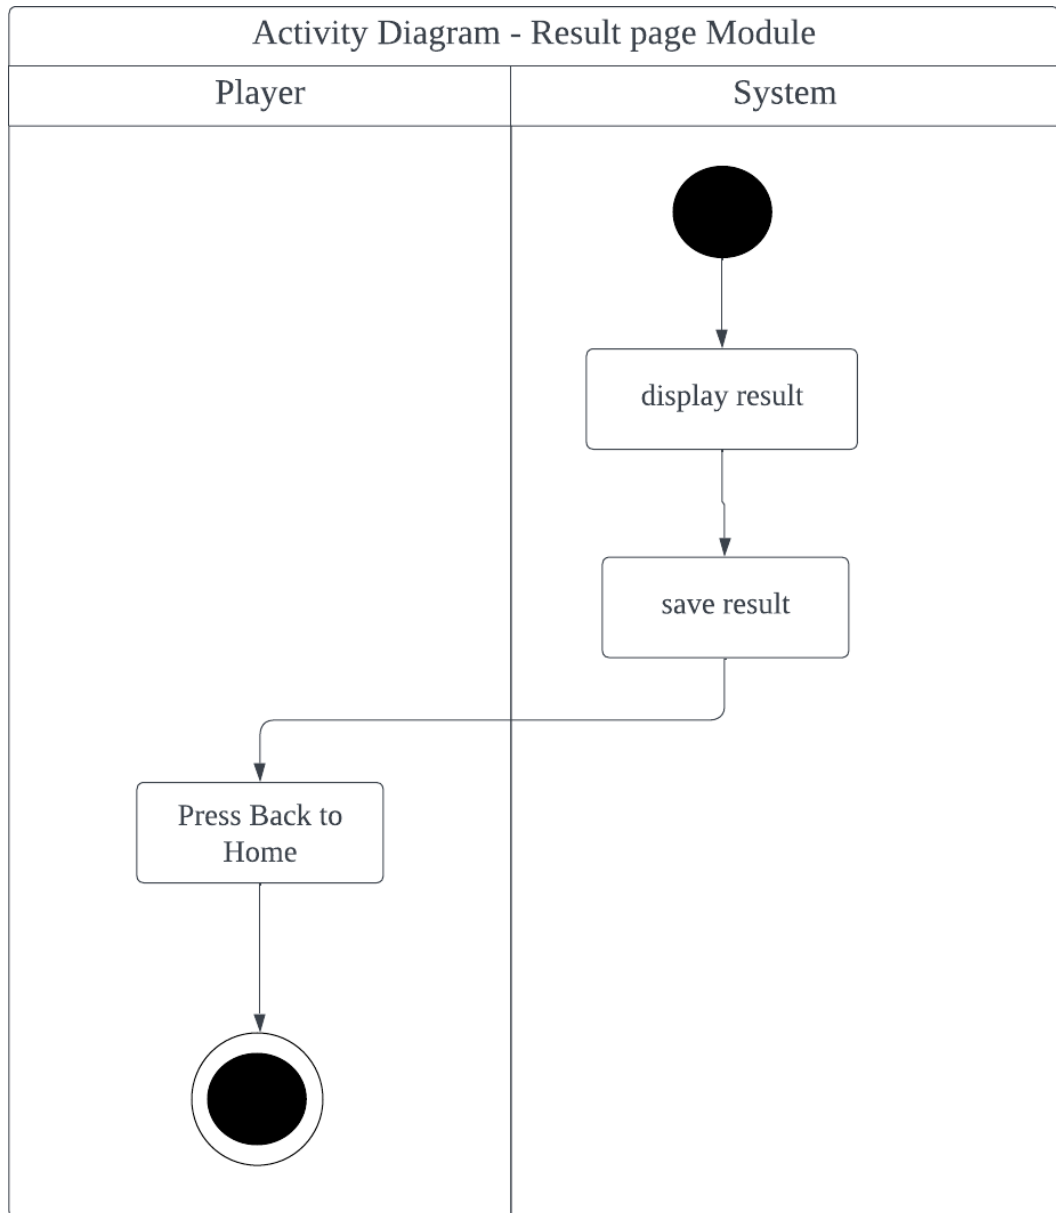 Activity Diagram - Result page Module
Player
System
display result
save result
Press Back to
Home